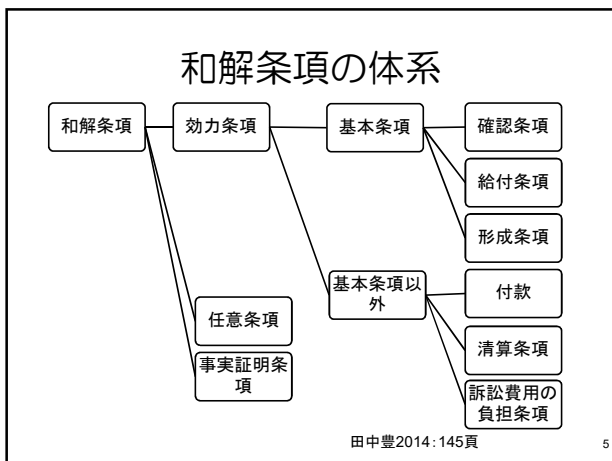 和解条項の体系
和解条項
効力条項
基本条項
確認条項
給付条項
形成条項
基本条項以
外
付款
清算条項
訴訟費用の
負担条項
任意条項
事実証明条
項
田中豊2014:145頁
5